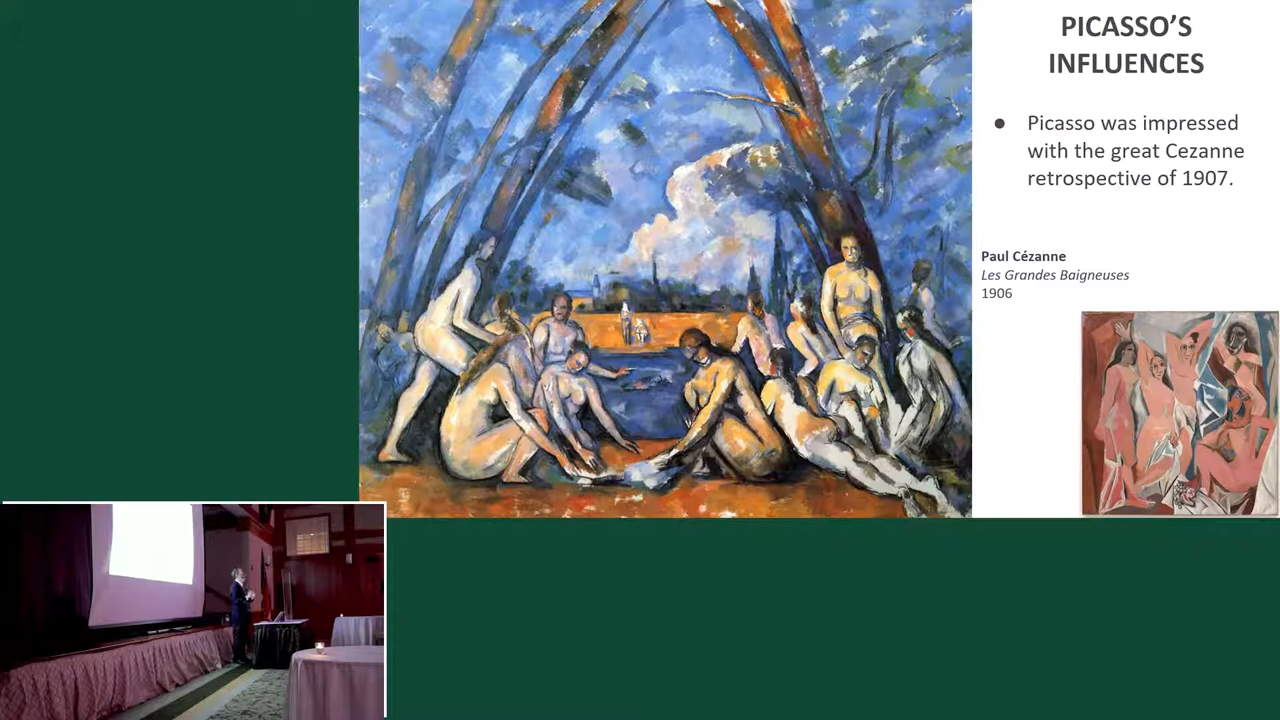 PICASSO'S
INFLUENCES
● Picasso was impressed
with the great Cezanne
retrospective of 1907.
Paul Cézanne
Les Grandes Baigneuses
1906